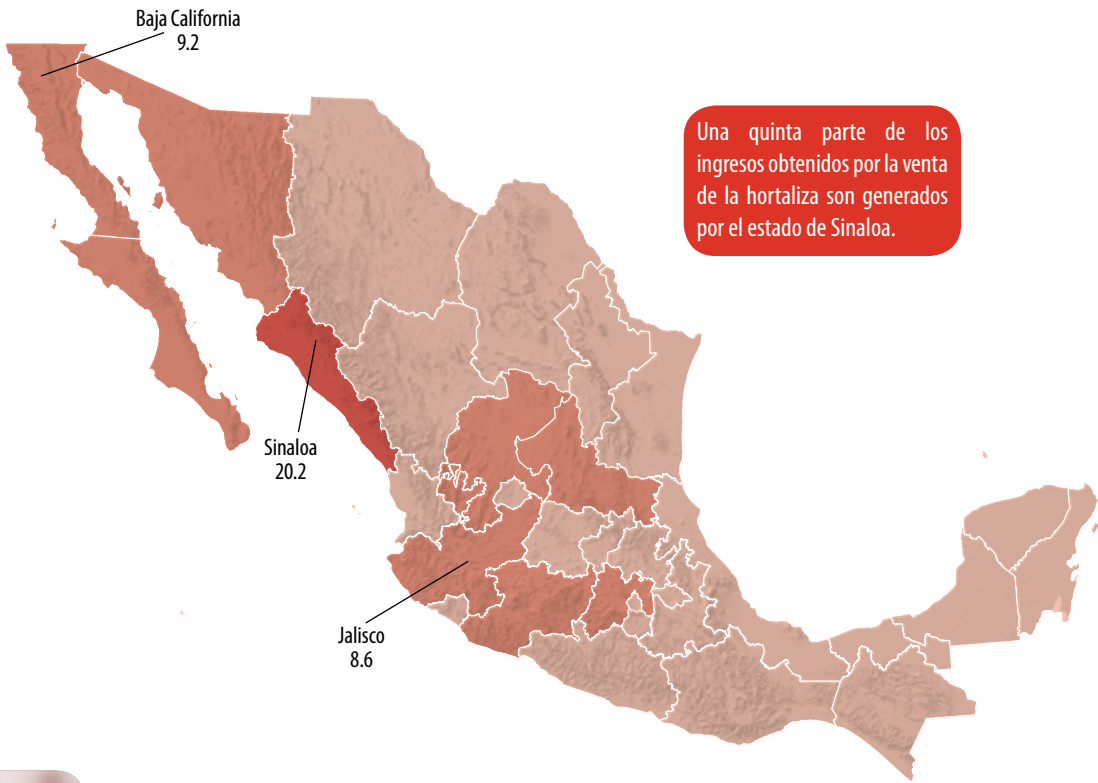 Baja California
9.2
Una quinta parte de los
ingresos obtenidos por la venta
de la hortaliza son generados
por el estado de Sinaloa.
Sinaloa
20.2
Jalisco
8.6